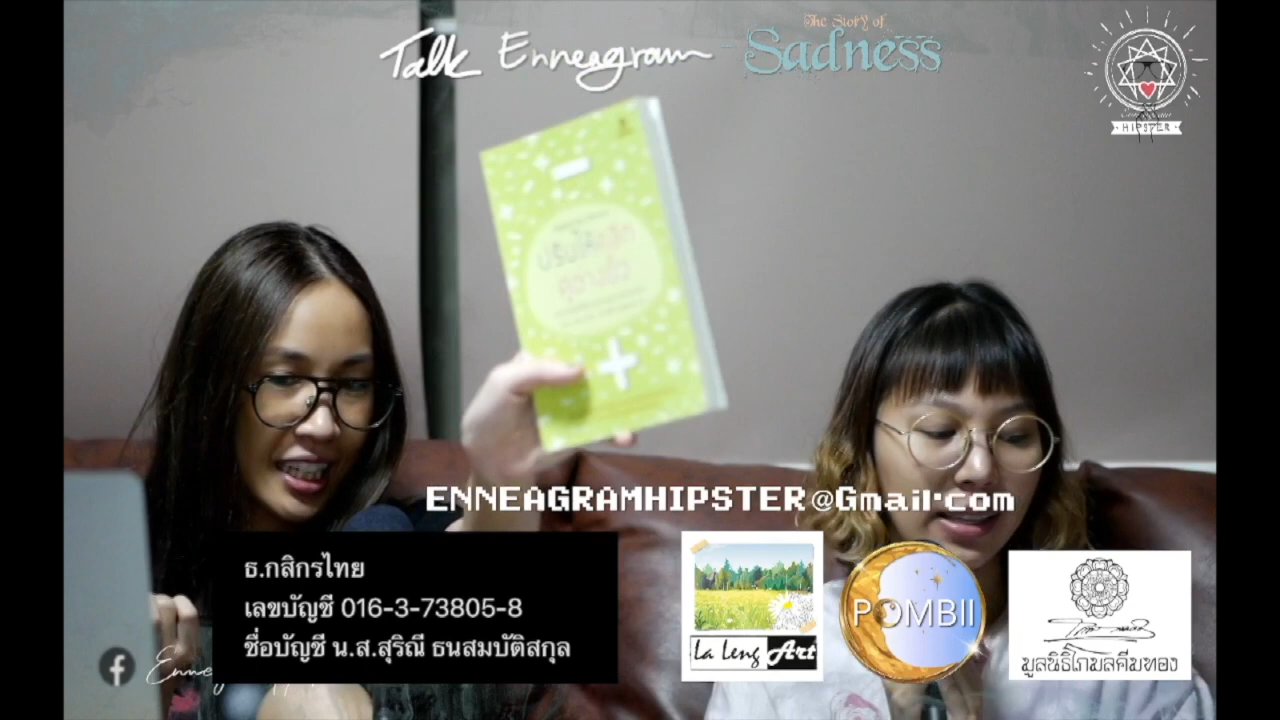 Talk Enneagram
The Story of
Sadness
HIPSTER
ENNEAGRAMHIPSTER@Gmail.com
ธ.กสิกรไทย
เลขบัญชี 016-3-73805-8
ชื่อบัญชี น.ส.สุริณี ธนสมบัติสกุล
La Leng Art
POMBII
มูลนิธิโกมลคีมทอง